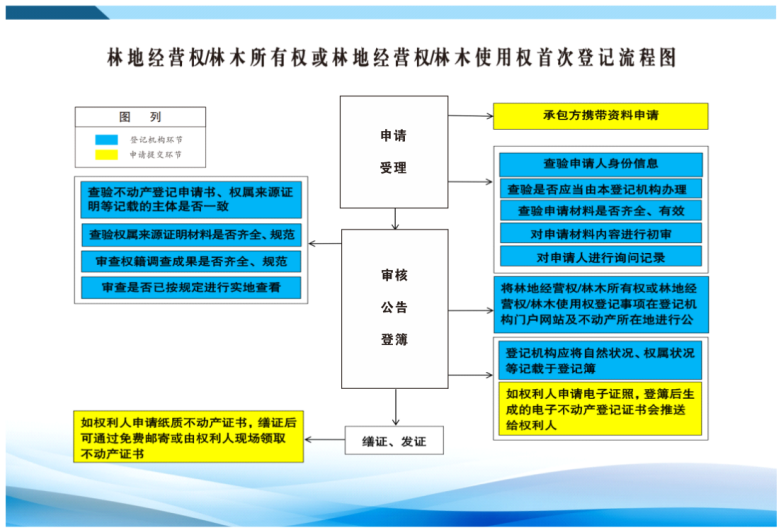 林地经营权/林木所有权或林地经营权/林木使用权首次登记流程图
图 列
登记机构环节
申请提交环节
申请
受理
承包方携带资料申请
查验申请人身份信息
查验是否应当由本登记机构办理
查验申请材料是否齐全、有效
对申请材料内容进行初审
对申请人进行询问记录
查验不动产登记申请书、权属来源证
明等记载的主体是否一致
查验权属来源证明材料是否齐全、规范
审查权籍调查成果是否齐全、规范
审查是否已按规定进行实地查看
审核
公告
登簿
将林地经营权/林木所有权或林地经
营权/林木使用权登记事项在登记机
构门户网站及不动产所在地进行公
登记机构应将自然状况、权属状况
等记载于登记簿
如权利人申请电子证照，登簿后生
成的电子不动产登记证书会推送
给权利人
缮证、发证
如权利人申请纸质不动产证书，缮证后
可通过免费邮寄或由权利人现场领取
不动产证书